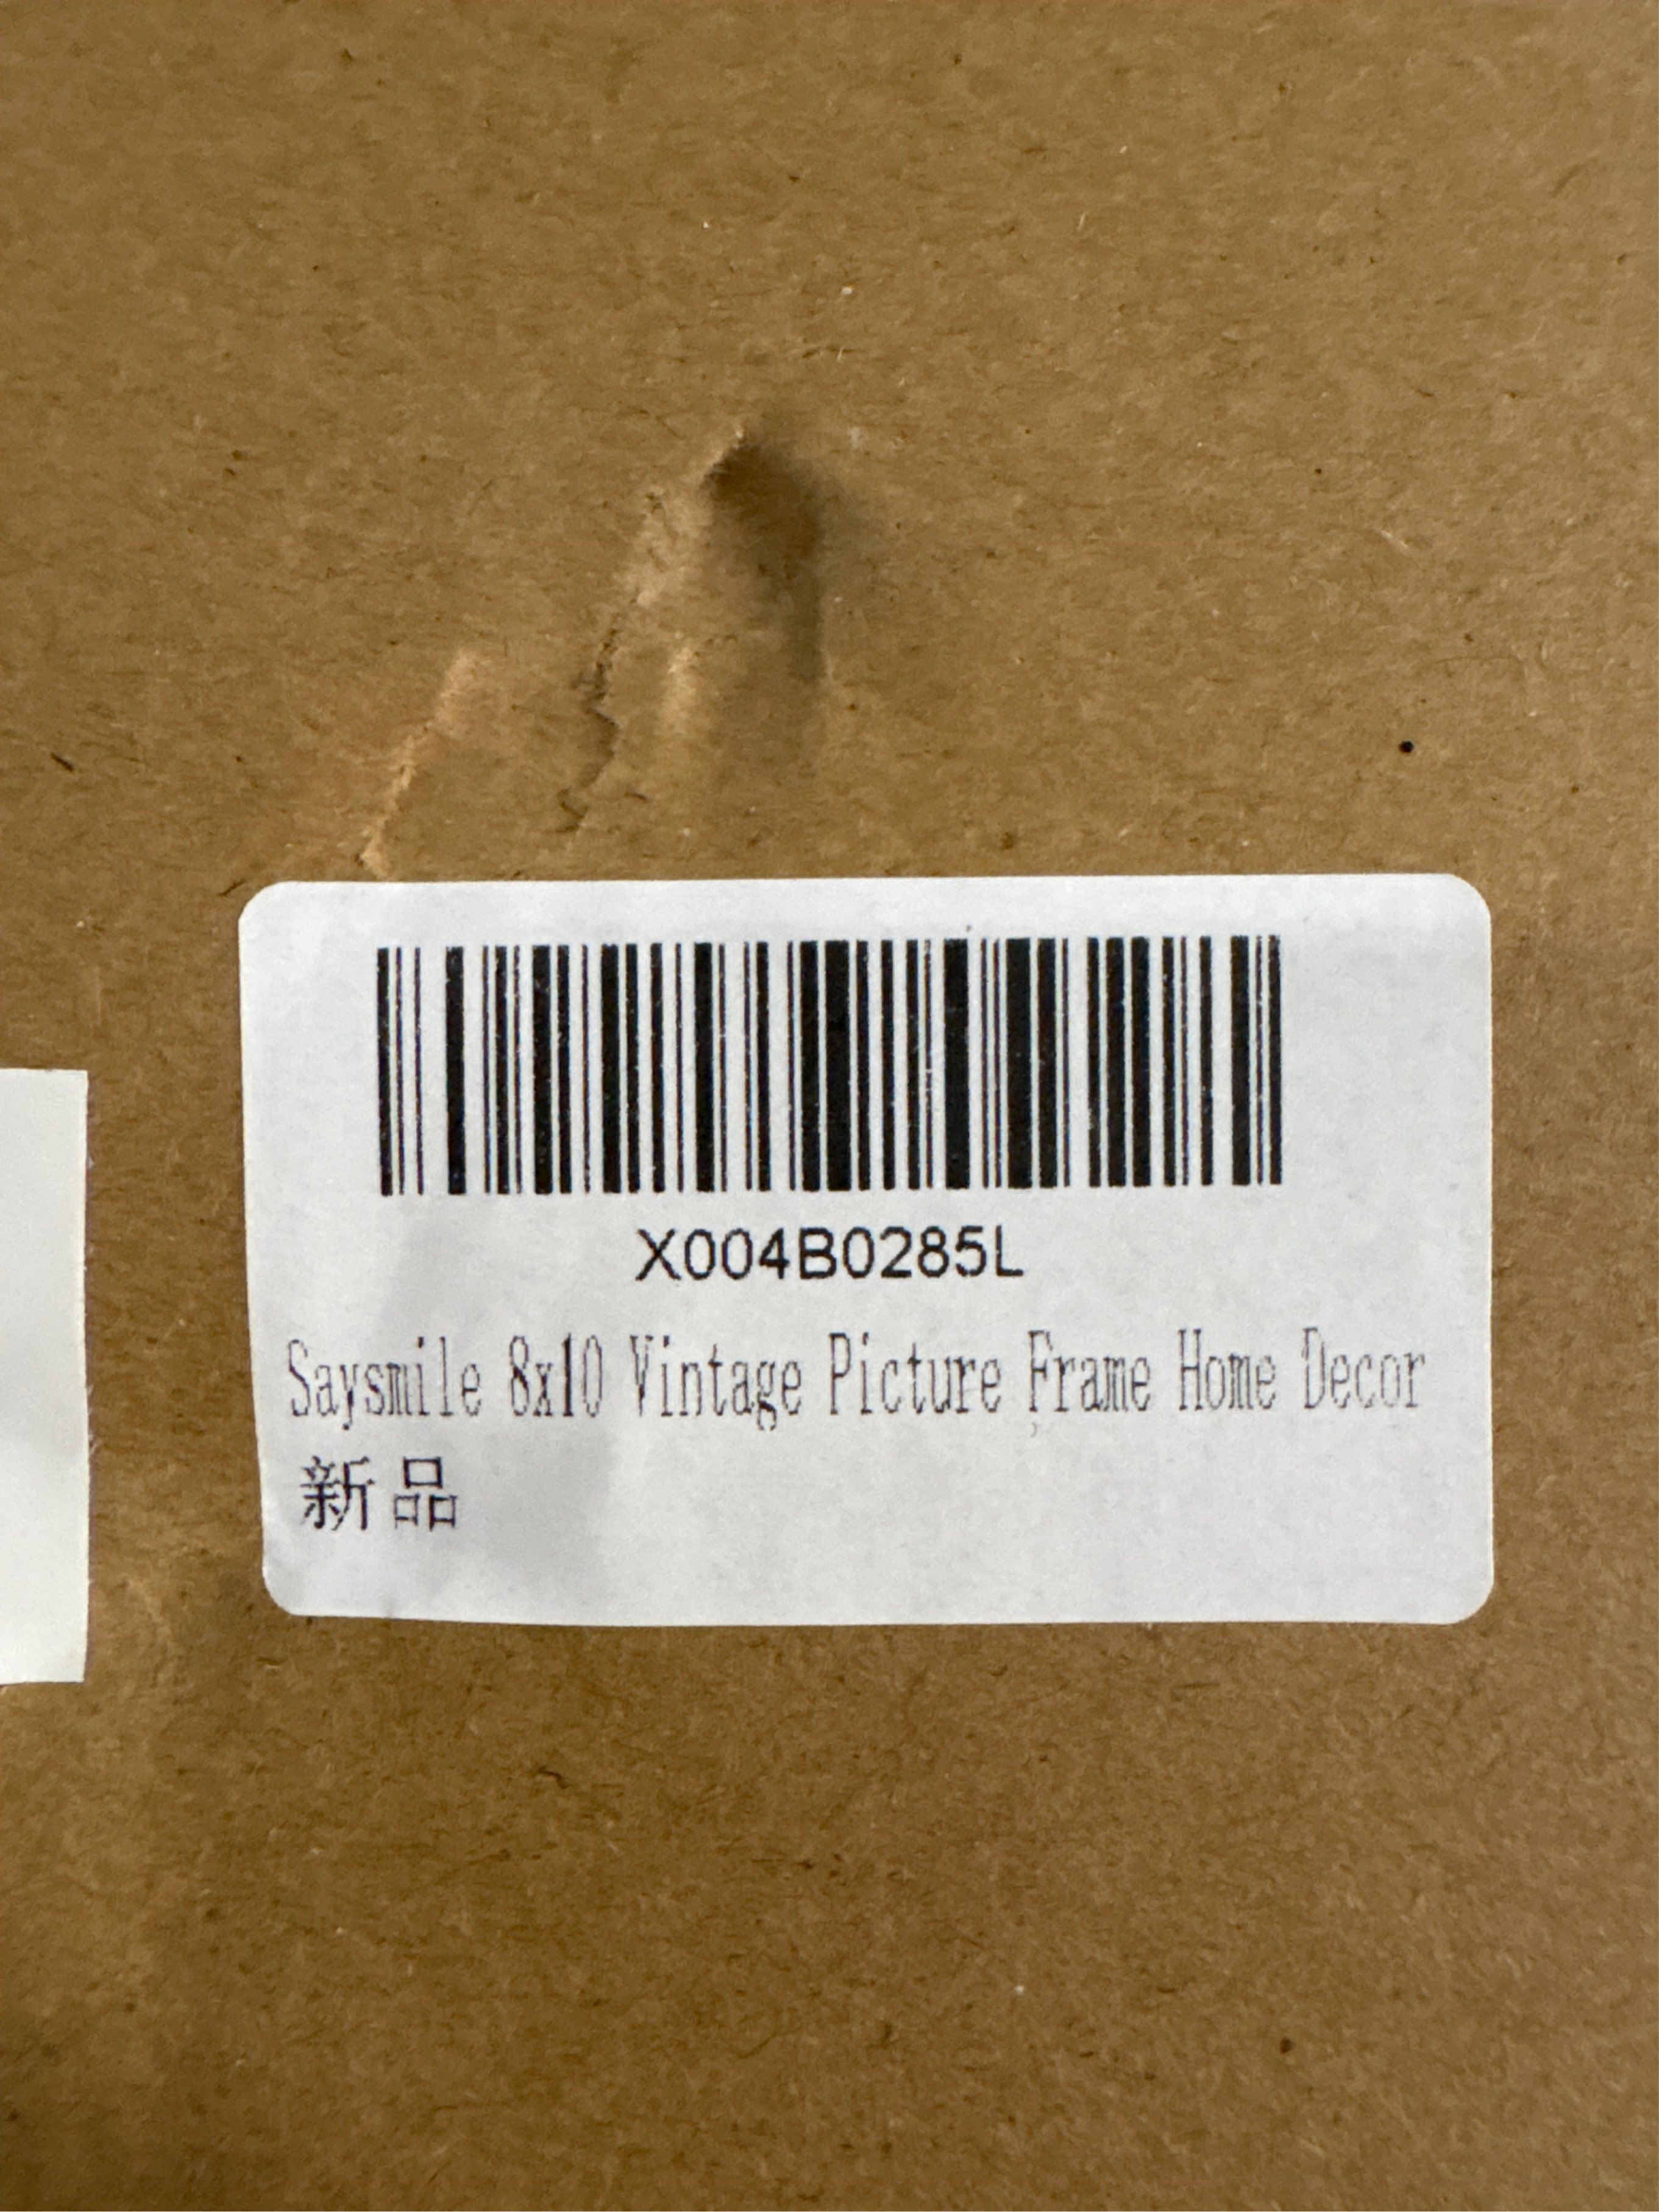 X004B0285L
Saysmile 8x10 Vintage Picture Frame Home Decor
新品